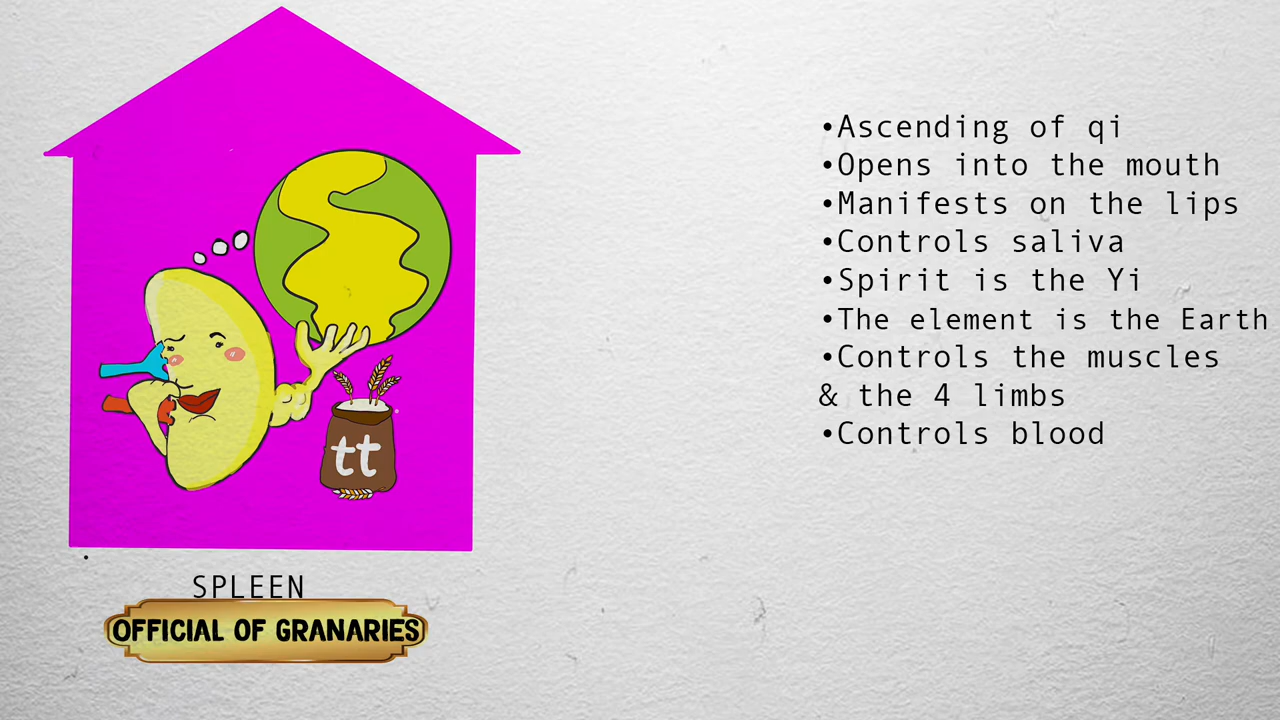 •Ascending of qi
•Opens into the mouth
•Manifests on the lips
•Controls saliva
•Spirit is the Yi
•The element is the Earth
•Controls the muscles
& the 4 limbs
•Controls blood
tt
SPLEEN
OFFICIAL OF GRANARIES